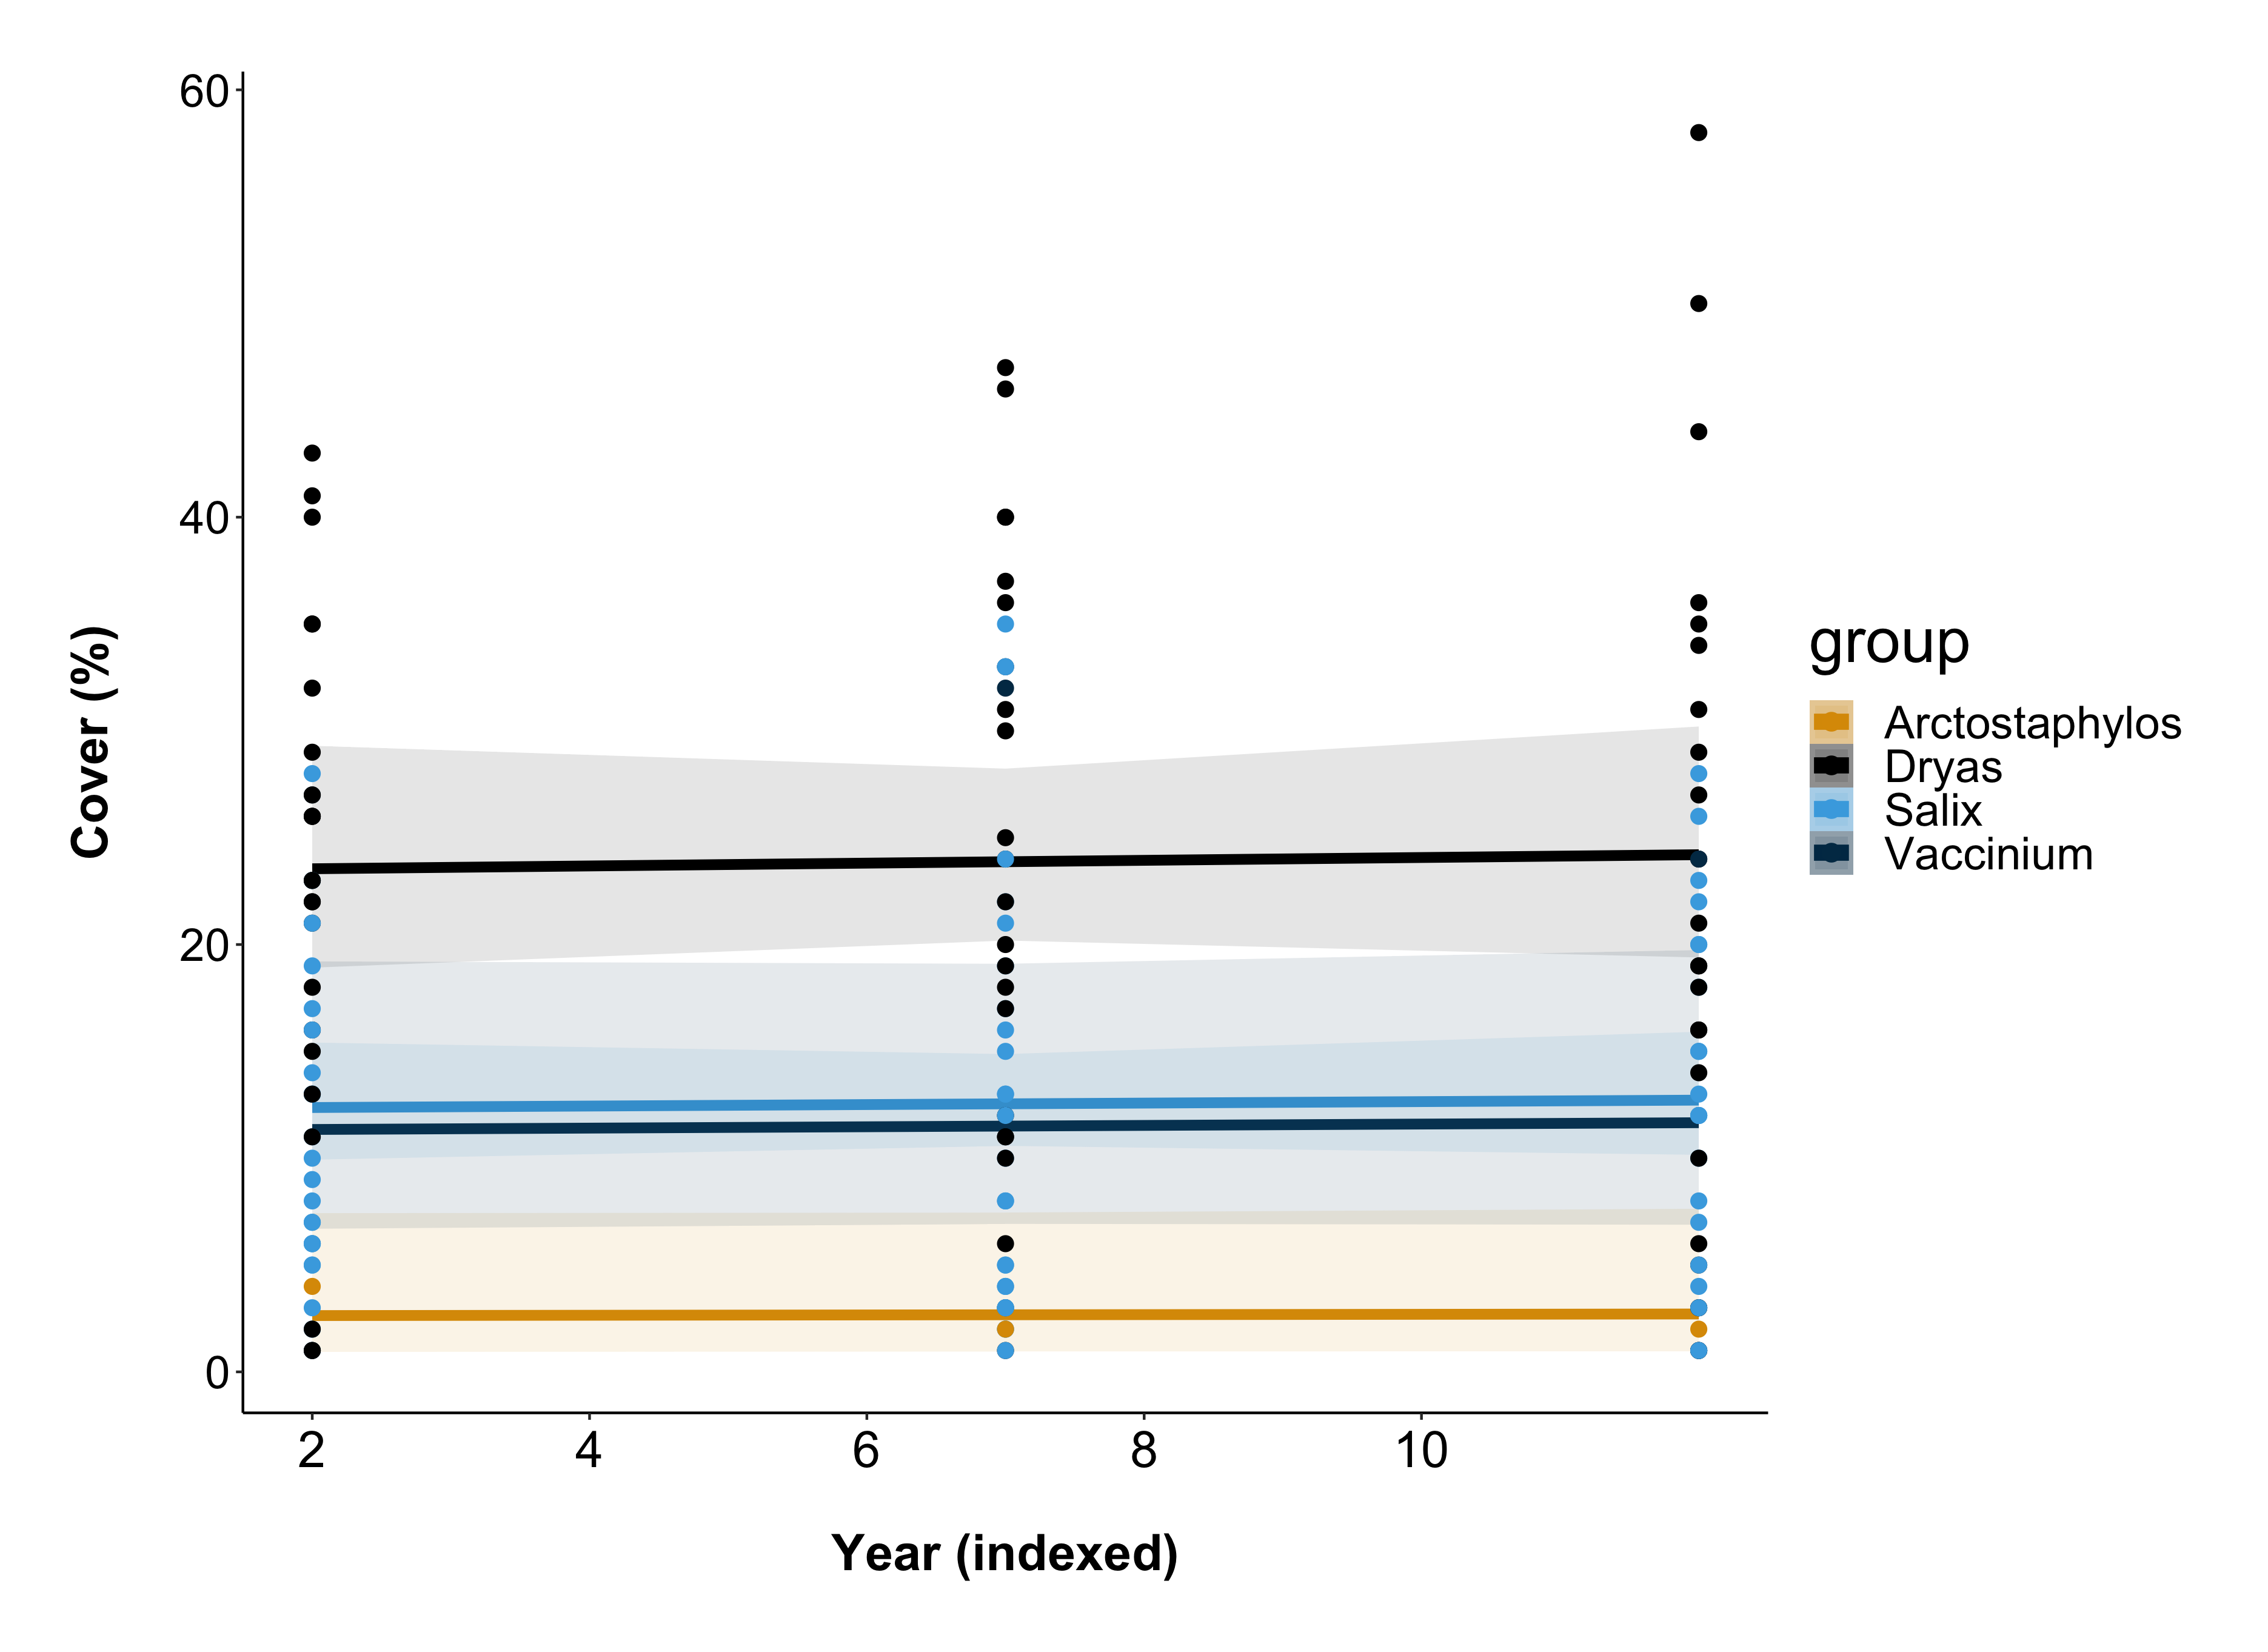 Cover (%)
60
40
20
0
2 4 6 8 10
Year (indexed)
group
Arctostaphylos
Dryas
Salix
Vaccinium